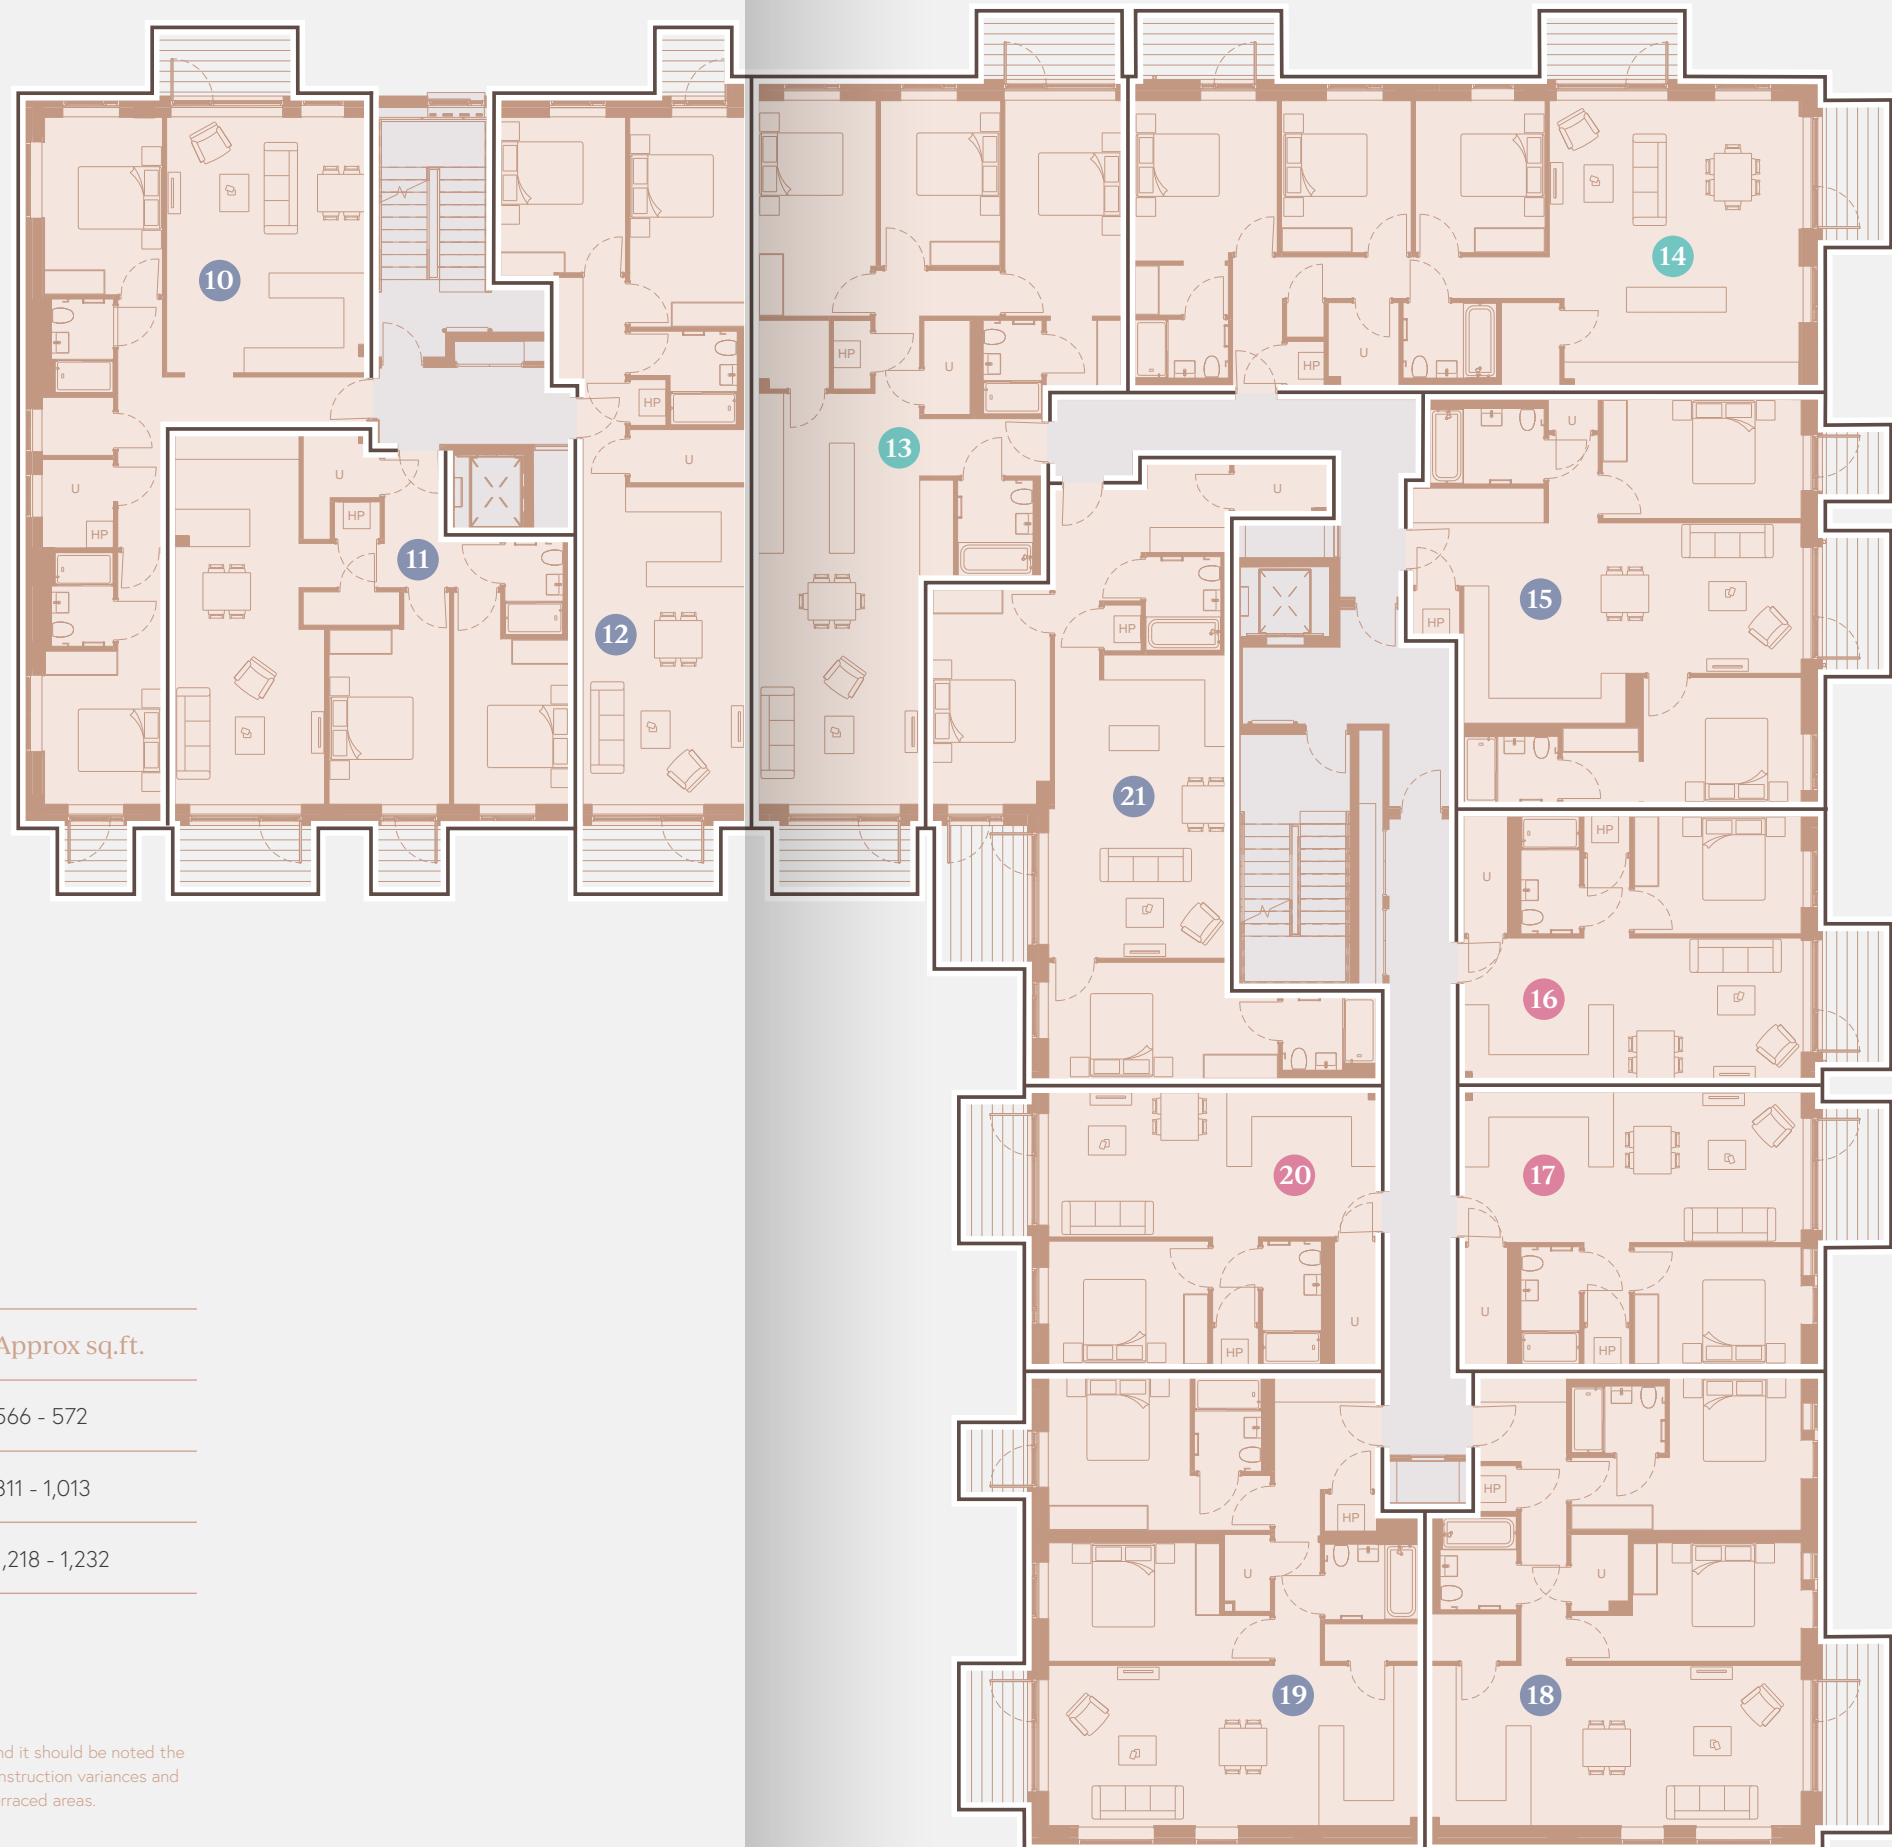 14
10
HP
U
HP
U
HP
U
13
U
U
U
HP
U
HP
11
15
HP
HP
12
21
HP
U
16
20
17
U
U
HP
HP
Approx sq.ft.
566 - 572
HP
811 - 1,013
HP
,218 - 1,232
U
U
19
18
nd it should be noted the
nstruction variances and
rraced areas.